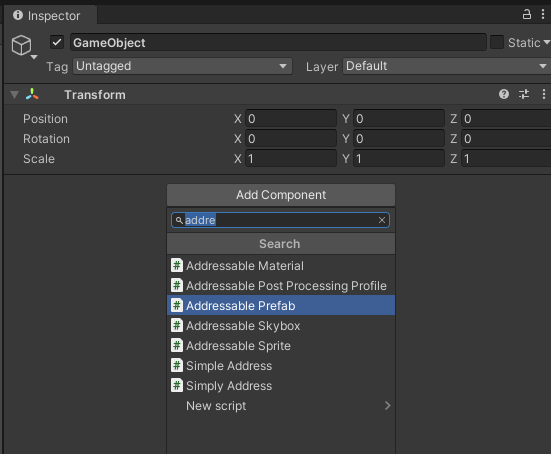 Inspector
GameObject Static
Tag Untagged Layer Default
Transform
Position X 0 Y 0 Z 0
Rotation X 0 Y 0 Z 0
Scale X 1 Y 1 Z 1
Add Component
addre
Search
Addressable Material
Addressable Post Processing Profile
Addressable Prefab
Addressable Skybox
Addressable Sprite
Simple Address
Simply Address
New script